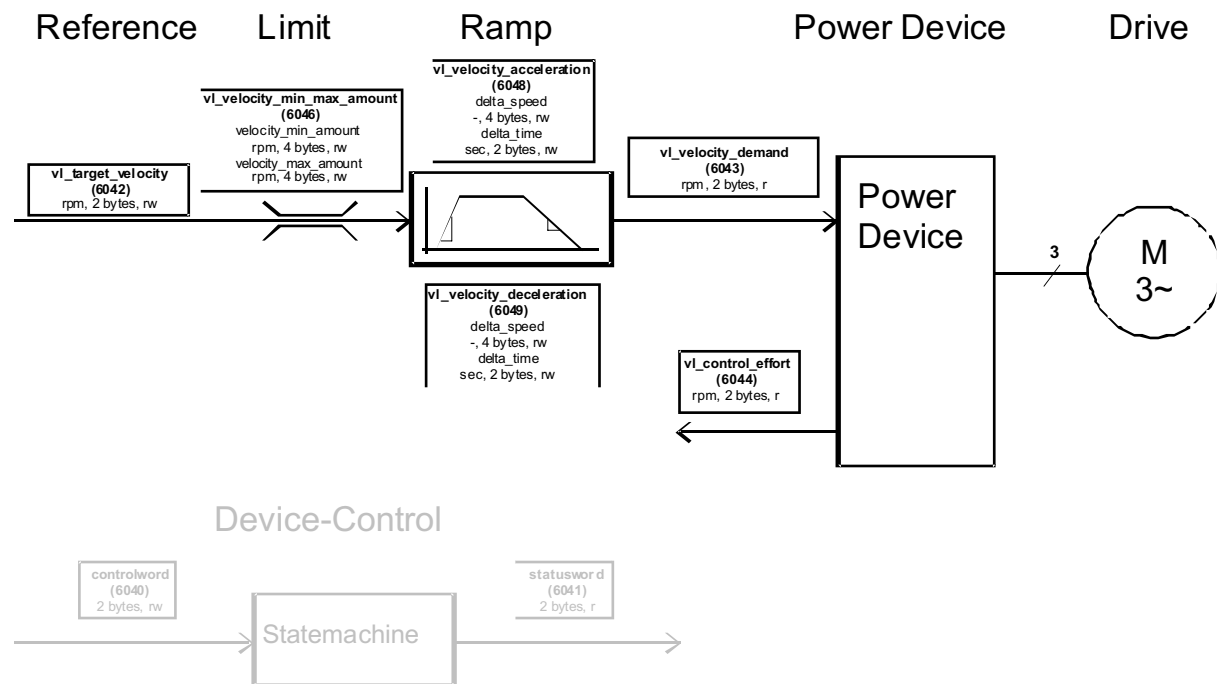 Reference
Limit
Ramp
Power Device
Drive
vl_velocity_acceleration
(6048)
delta_speed
-, 4 bytes, rw
delta_time
sec, 2 bytes, rw
vl_velocity_min_max_amount
(6046)
velocity_min_amount
rpm, 4 bytes, rw
velocity_max_amount
rpm, 4 bytes, rw
vl_target_velocity
(6042)
rpm, 2 bytes, rw
vl_velocity_demand
(6043)
rpm, 2 bytes, r
Power
Device
3
M
3~
vl_velocity_deceleration
(6049)
delta_speed
-, 4 bytes, rw
delta_time
sec, 2 bytes, rw
vl_control_effort
(6044)
rpm, 2 bytes, r
Device-Control
controlword
(6040)
2 bytes, rw
Statemachine
statusword
(6041)
2 bytes, r